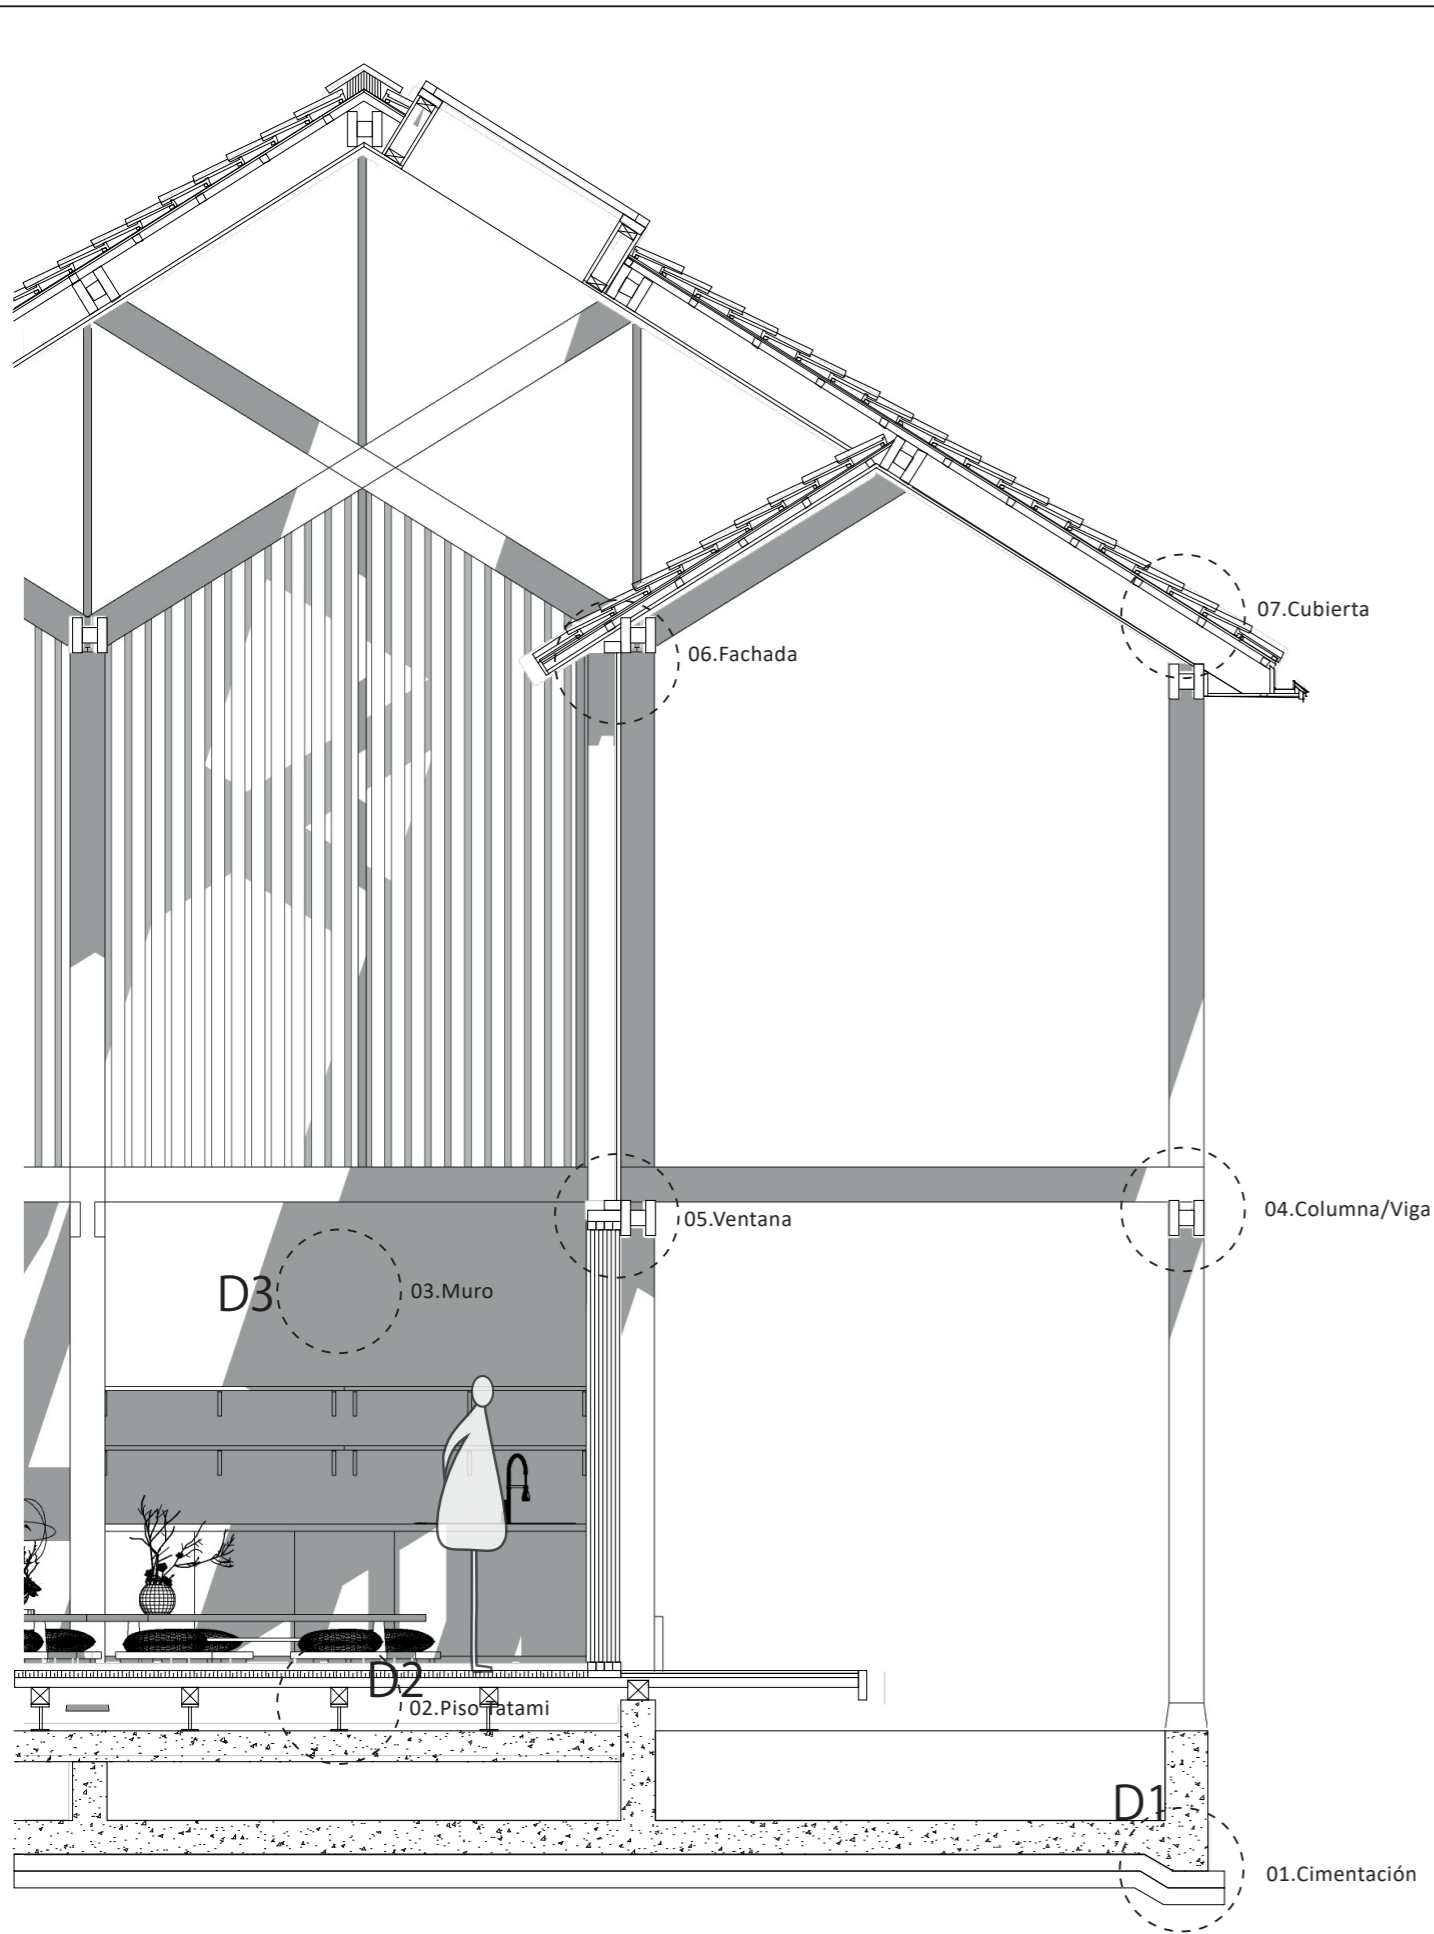 07.Cubierta
06.Fachada
04.Columna/Viga
05.Ventana
D3
03.Muro
D2
02.Piso Tatami
D1
01.Cimentación